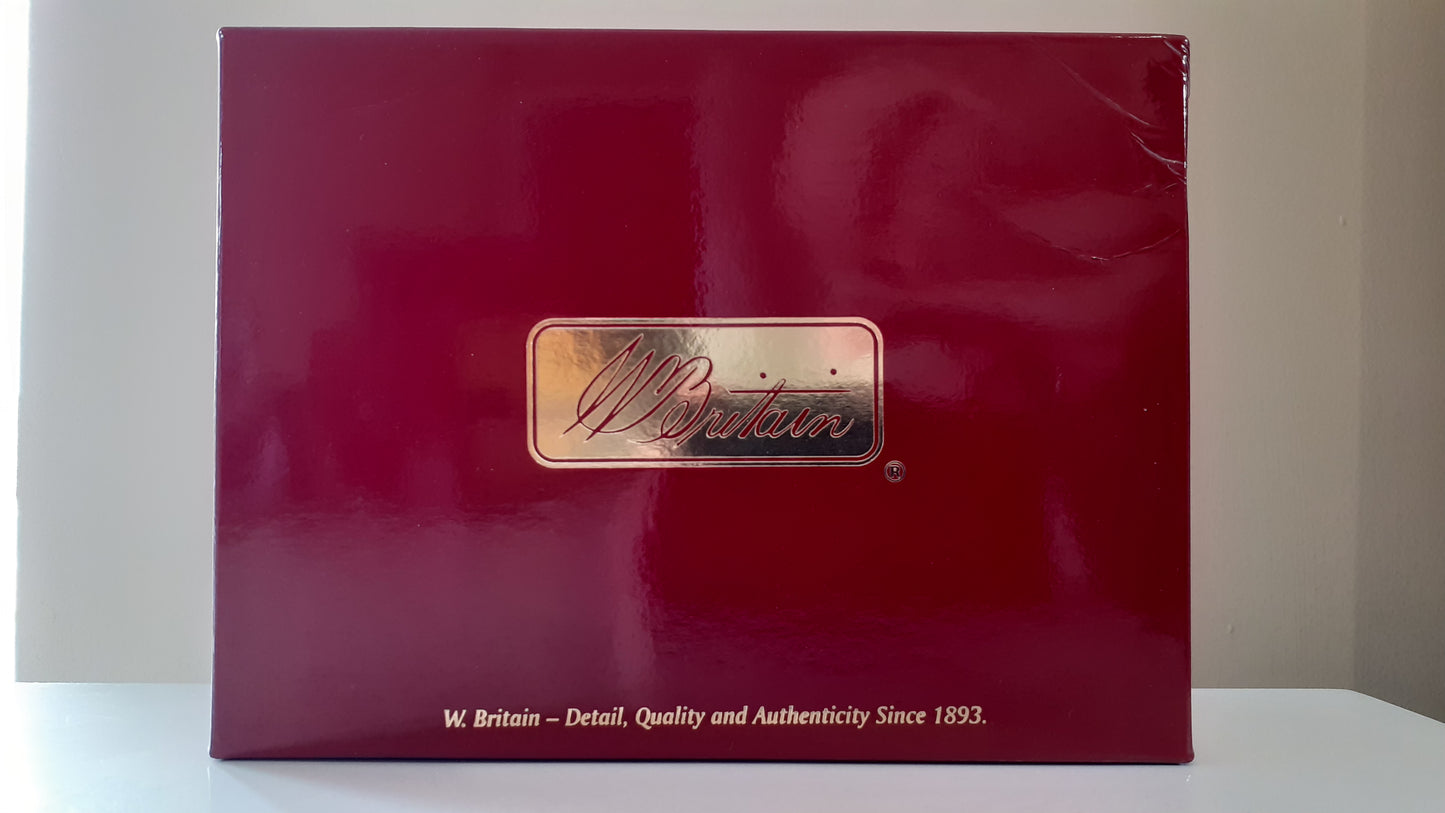 W Britain
®
W. Britain – Detail, Quality and Authenticity Since 1893.